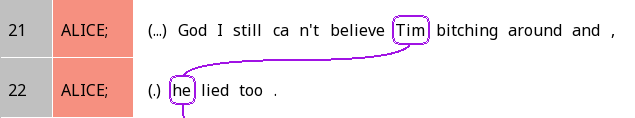 21 ALICE; (...) God I still ca n't believe Tim bitching around and ,
22 ALICE; (.) he lied too .